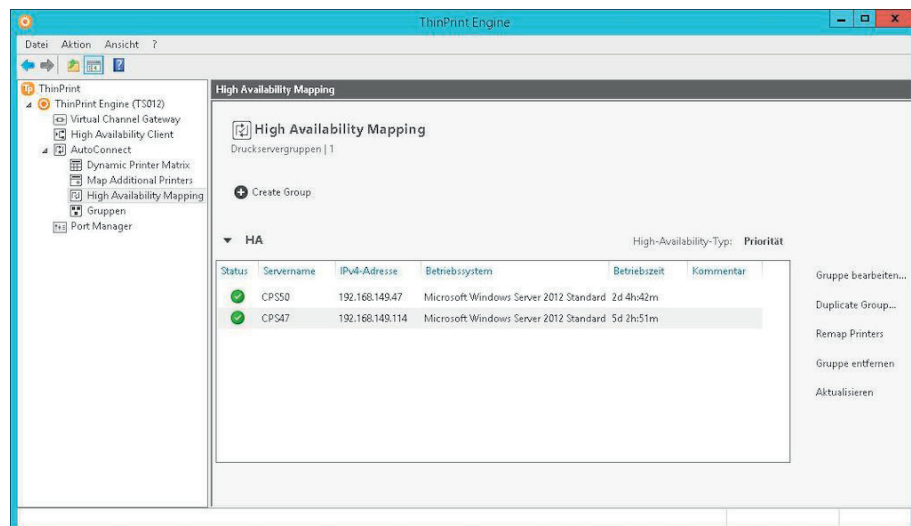 ThinPrint Engine
Datei Aktion Ansicht ?
ThinPrint
ThinPrint Engine (TS012)
Virtual Channel Gateway
High Availability Client
AutoConnect
Dynamic Printer Matrix
Map Additional Printers
High Availability Mapping
Gruppen
Port Manager
High Availability Mapping
High Availability Mapping
Druckservergruppen | 1
Create Group
HA High-Availability-Typ: Priorität
Status Servername IPv4-Adresse Betriebssystem Betriebszeit Kommentar
CPS50 192.168.149.47 Microsoft Windows Server 2012 Standard 2d 4h:42m
CPS47 192.168.149.114 Microsoft Windows Server 2012 Standard 5d 2h:51m
Gruppe bearbeiten...
Duplicate Group...
Remap Printers
Gruppe entfernen
Aktualisieren